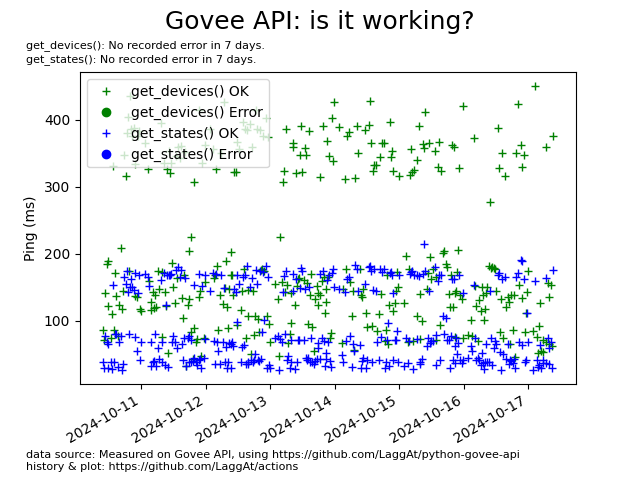 Govee API: is it working?
get_devices(): No recorded error in 7 days.
get_states(): No recorded error in 7 days.
get_devices() OK
get_devices() Error
get_states() OK
get_states() Error
400
300
200
100
Ping (ms)
2024-10-11
2024-10-12
2024-10-13
2024-10-14
2024-10-15
2024-10-16
2024-10-17
data source: Measured on Govee API, using https://github.com/LaggAt/python-govee-api
history & plot: https://github.com/LaggAt/actions